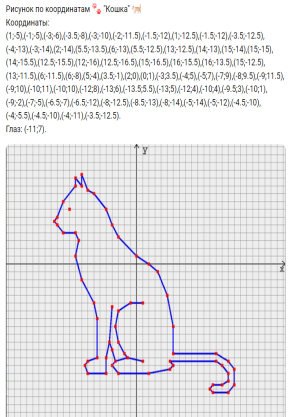 Рисунок по координатам 🐾 "Кошка" 🐈
Координаты:
(1;-5),(-1;-5),(-3;-6),(-3.5;-8),(-3;-10),(-2;-11.5),(-1.5;-12),(1;-12.5),(-1.5;-12),(-3.5;-12.5),
(-4;-13),(-3;-14),(2;-14),(5.5;-13.5),(6;-13),(5.5;-12.5),(13;-12.5),(14;-13),(15;-14),(15;-15),
(14;-15.5),(12.5;-15.5),(12;-16),(12.5;-16.5),(15;-16.5),(16;-15.5),(16;-13.5),(15;-12.5),
(13;-11.5),(6;-11.5),(6;-8),(5;-4),(3.5;-1),(2;0),(0;1),(-3;3.5),(-4;5),(-5;7),(-7;9),(-8;9.5),(-9;11.5),
(-9;10),(-10;11),(-10;10),(-12;8),(-13;6),(-13.5;5.5),(-13;5),(-12;4),(-10;4),(-9.5;3),(-10;1),
(-9;-2),(-7;-5),(-6.5;-7),(-6.5;-12),(-8;-12.5),(-8.5;-13),(-8;-14),(-5;-14),(-5;-12),(-4.5;-10),
(-4;-5.5),(-4.5;-10),(-4;-11),(-3.5;-12.5).
Глаз: (-11;7).
y
x